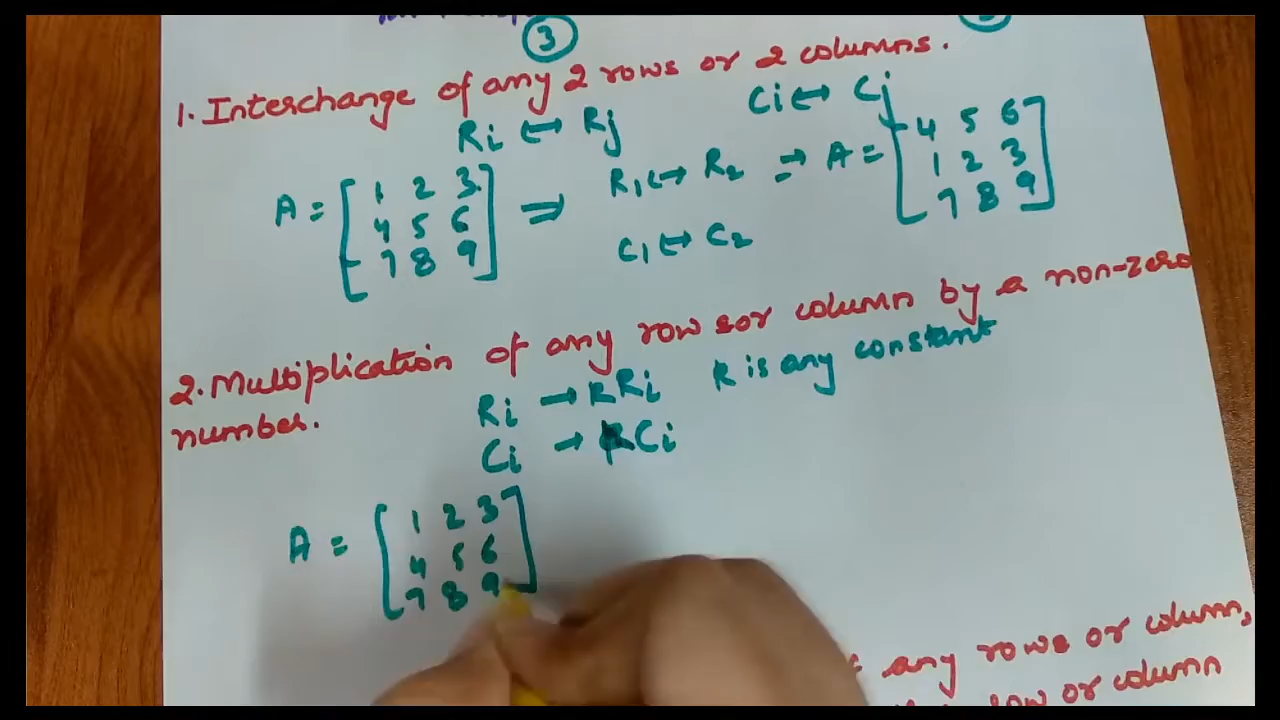 3
1. Interchange of any 2 rows or 2 columns.
Ri ↔ Rj Ci ↔ Cj
A = [1 2 3 ⇒ R1 ↔ R2 ⇒ A = [4 5 6
4 5 6 1 2 3
7 8 9] C1 ↔ C2 7 8 9]
2. Multiplication of any row sor column by a non-zero
number.
Ri → kRi k is any constant
Ci → kCi
A = [1 2 3
4 5 6
7 8 9]
any rows or column,
row or column